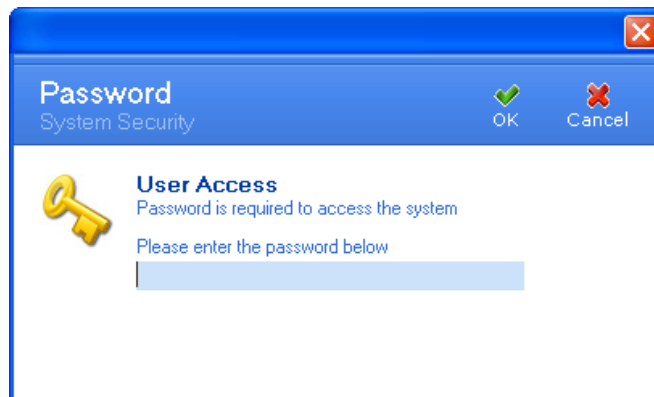 Password
System Security
OK
Cancel
User Access
Password is required to access the system
Please enter the password below